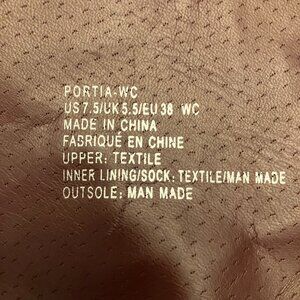 PORTIA-WC
US 7.5/UK 5.5/EU 38 WC
MADE IN CHINA
FABRIQUÉ EN CHINE
UPPER: TEXTILE
INNER LINING/SOCK: TEXTILE/MAN MADE
OUTSOLE: MAN MADE